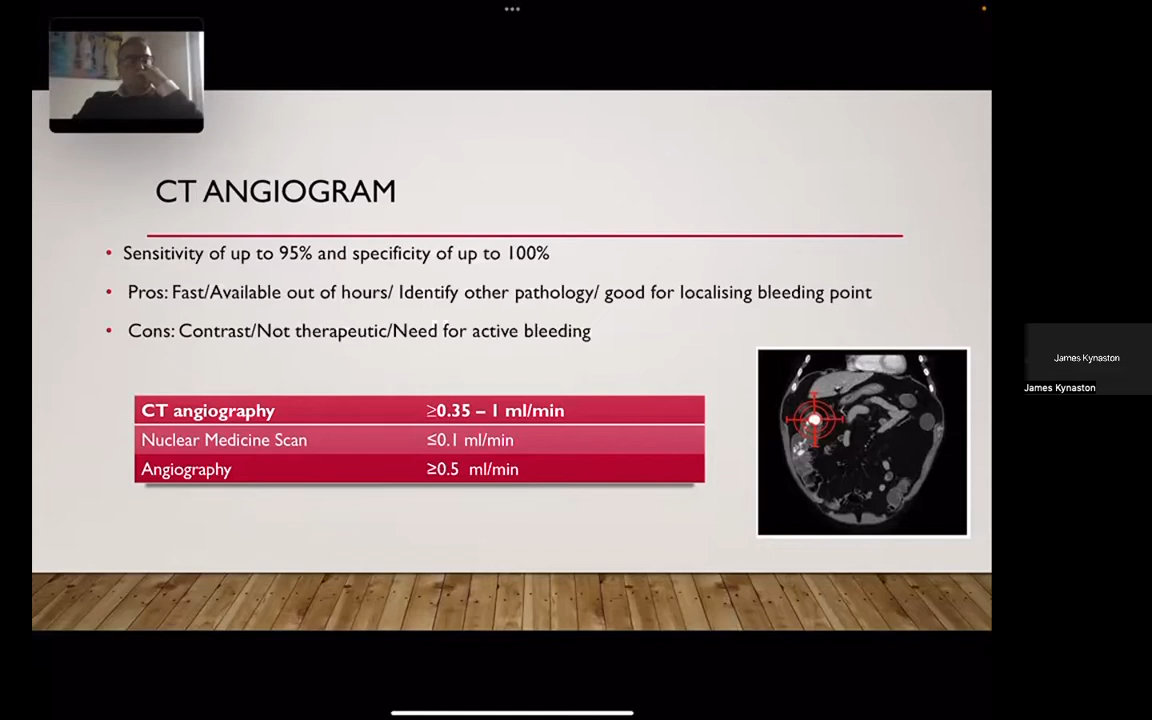 CT ANGIOGRAM
• Sensitivity of up to 95% and specificity of up to 100%
• Pros: Fast/Available out of hours/ Identify other pathology/ good for localising bleeding point
• Cons: Contrast/Not therapeutic/Need for active bleeding
CT angiography ≥0.35 – 1 ml/min
Nuclear Medicine Scan ≤0.1 ml/min
Angiography ≥0.5 ml/min
James Kynaston
James Kynaston